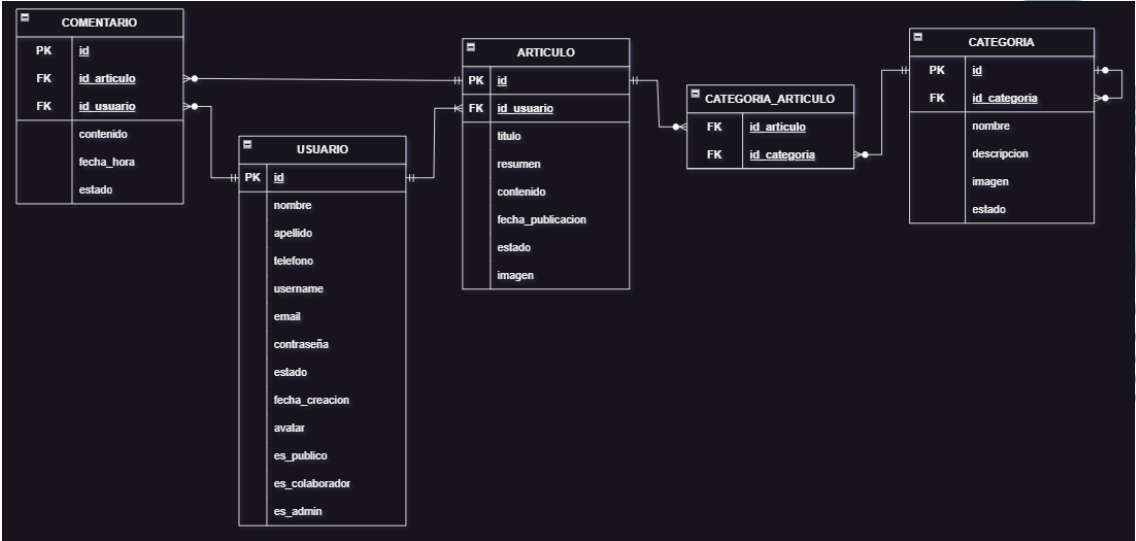 COMENTARIO
PK id
FK id_articulo
FK id_usuario
contenido
fecha_hora
estado
USUARIO
PK id
nombre
apellido
telefono
username
email
contraseña
estado
fecha_creacion
avatar
es_publico
es_colaborador
es_admin
ARTICULO
PK id
FK id_usuario
titulo
resumen
contenido
fecha_publicacion
estado
imagen
CATEGORIA_ARTICULO
FK id_articulo
FK id_categoria
CATEGORIA
PK id
FK id_categoria
nombre
descripcion
imagen
estado